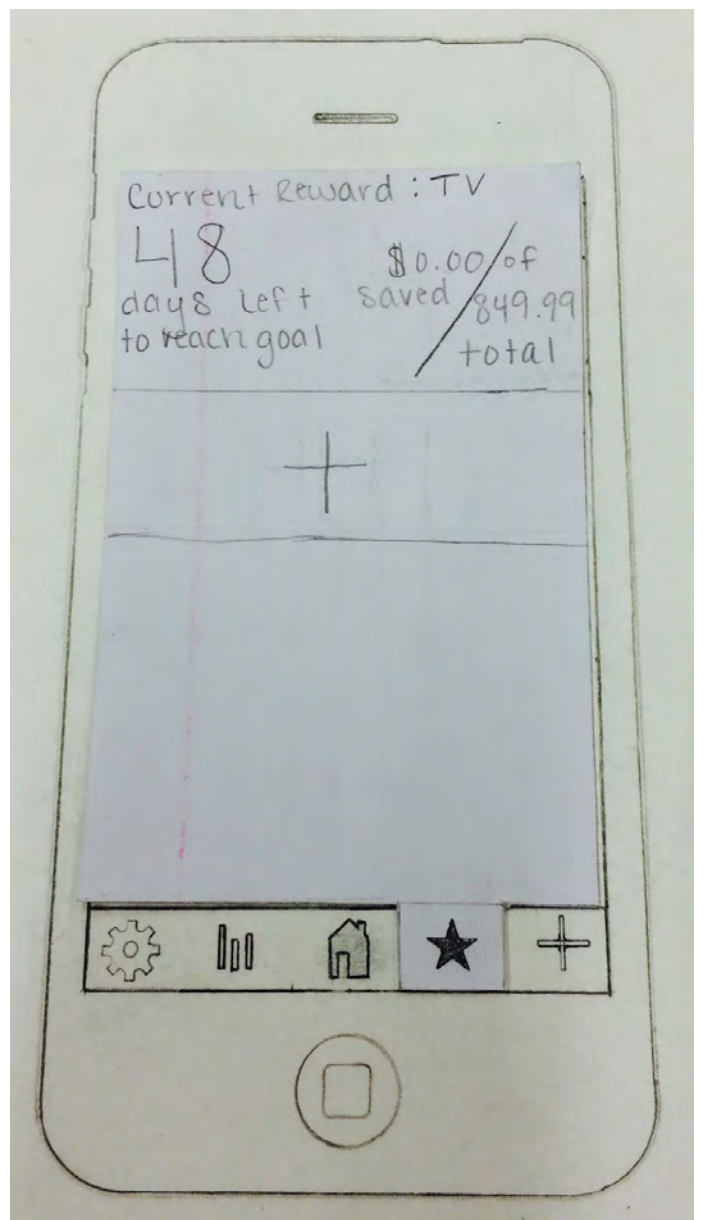 Current Reward : TV
48
days left
to reach goal
$0.00/of
saved
849.99
total